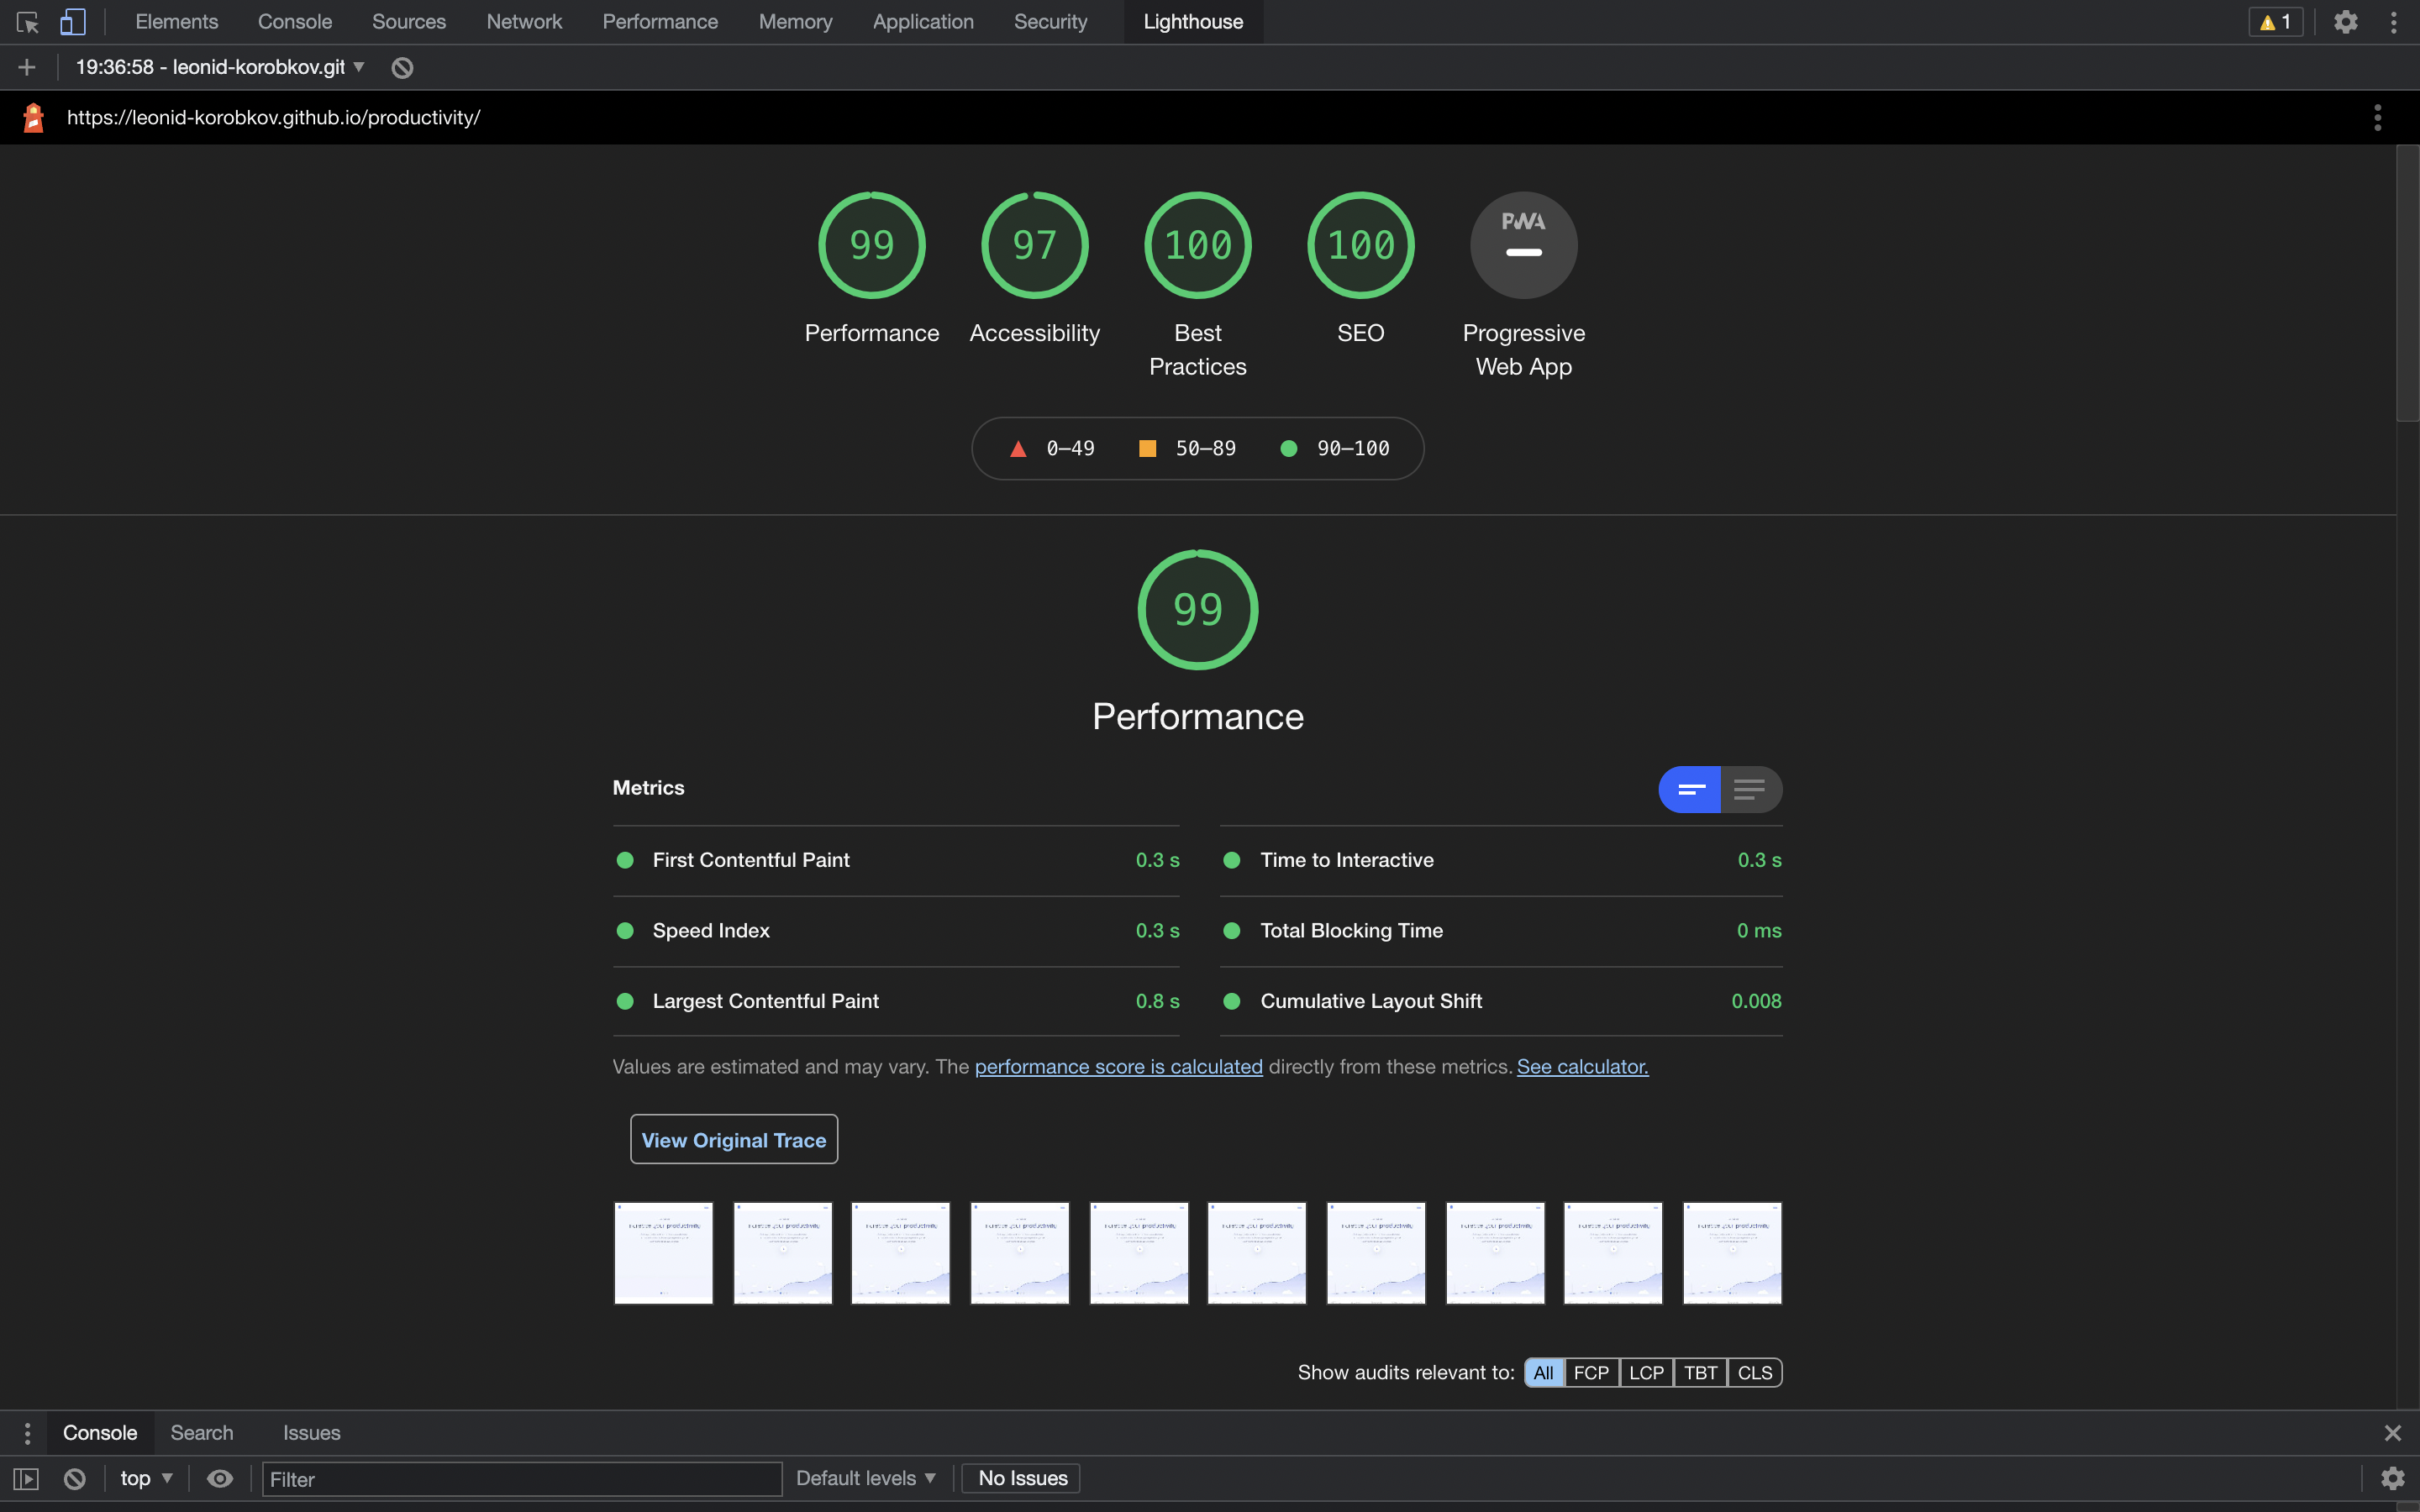 Elements Console Sources Network Performance Memory Application Security Lighthouse 1
19:36:58 - leonid-korobkov.git
https://leonid-korobkov.github.io/productivity/
99 97 100 100 PWA
Performance Accessibility Best Practices SEO Progressive Web App
0–49 50–89 90–100
99
Performance
Metrics
First Contentful Paint 0.3 s Time to Interactive 0.3 s
Speed Index 0.3 s Total Blocking Time 0 ms
Largest Contentful Paint 0.8 s Cumulative Layout Shift 0.008
Values are estimated and may vary. The performance score is calculated directly from these metrics. See calculator.
View Original Trace
Show audits relevant to: All FCP LCP TBT CLS
Console Search Issues
top Filter Default levels No Issues